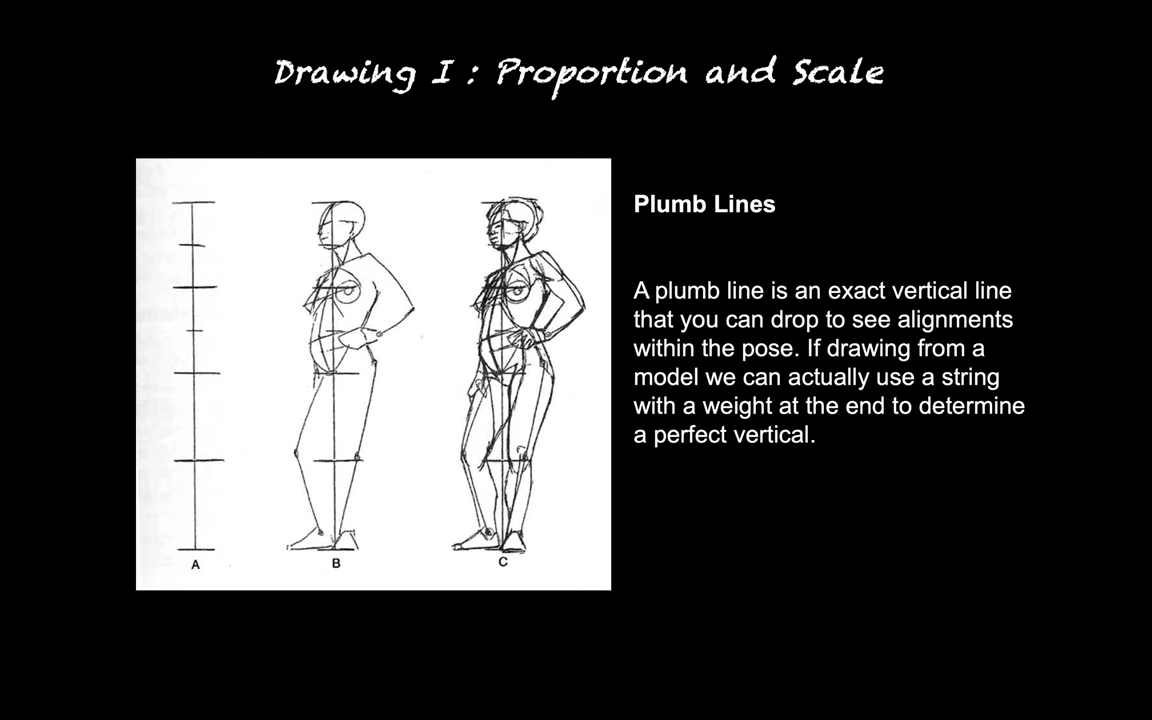 Drawing I : Proportion and Scale
Plumb Lines
A plumb line is an exact vertical line
that you can drop to see alignments
within the pose. If drawing from a
model we can actually use a string
with a weight at the end to determine
a perfect vertical.
A
B
C